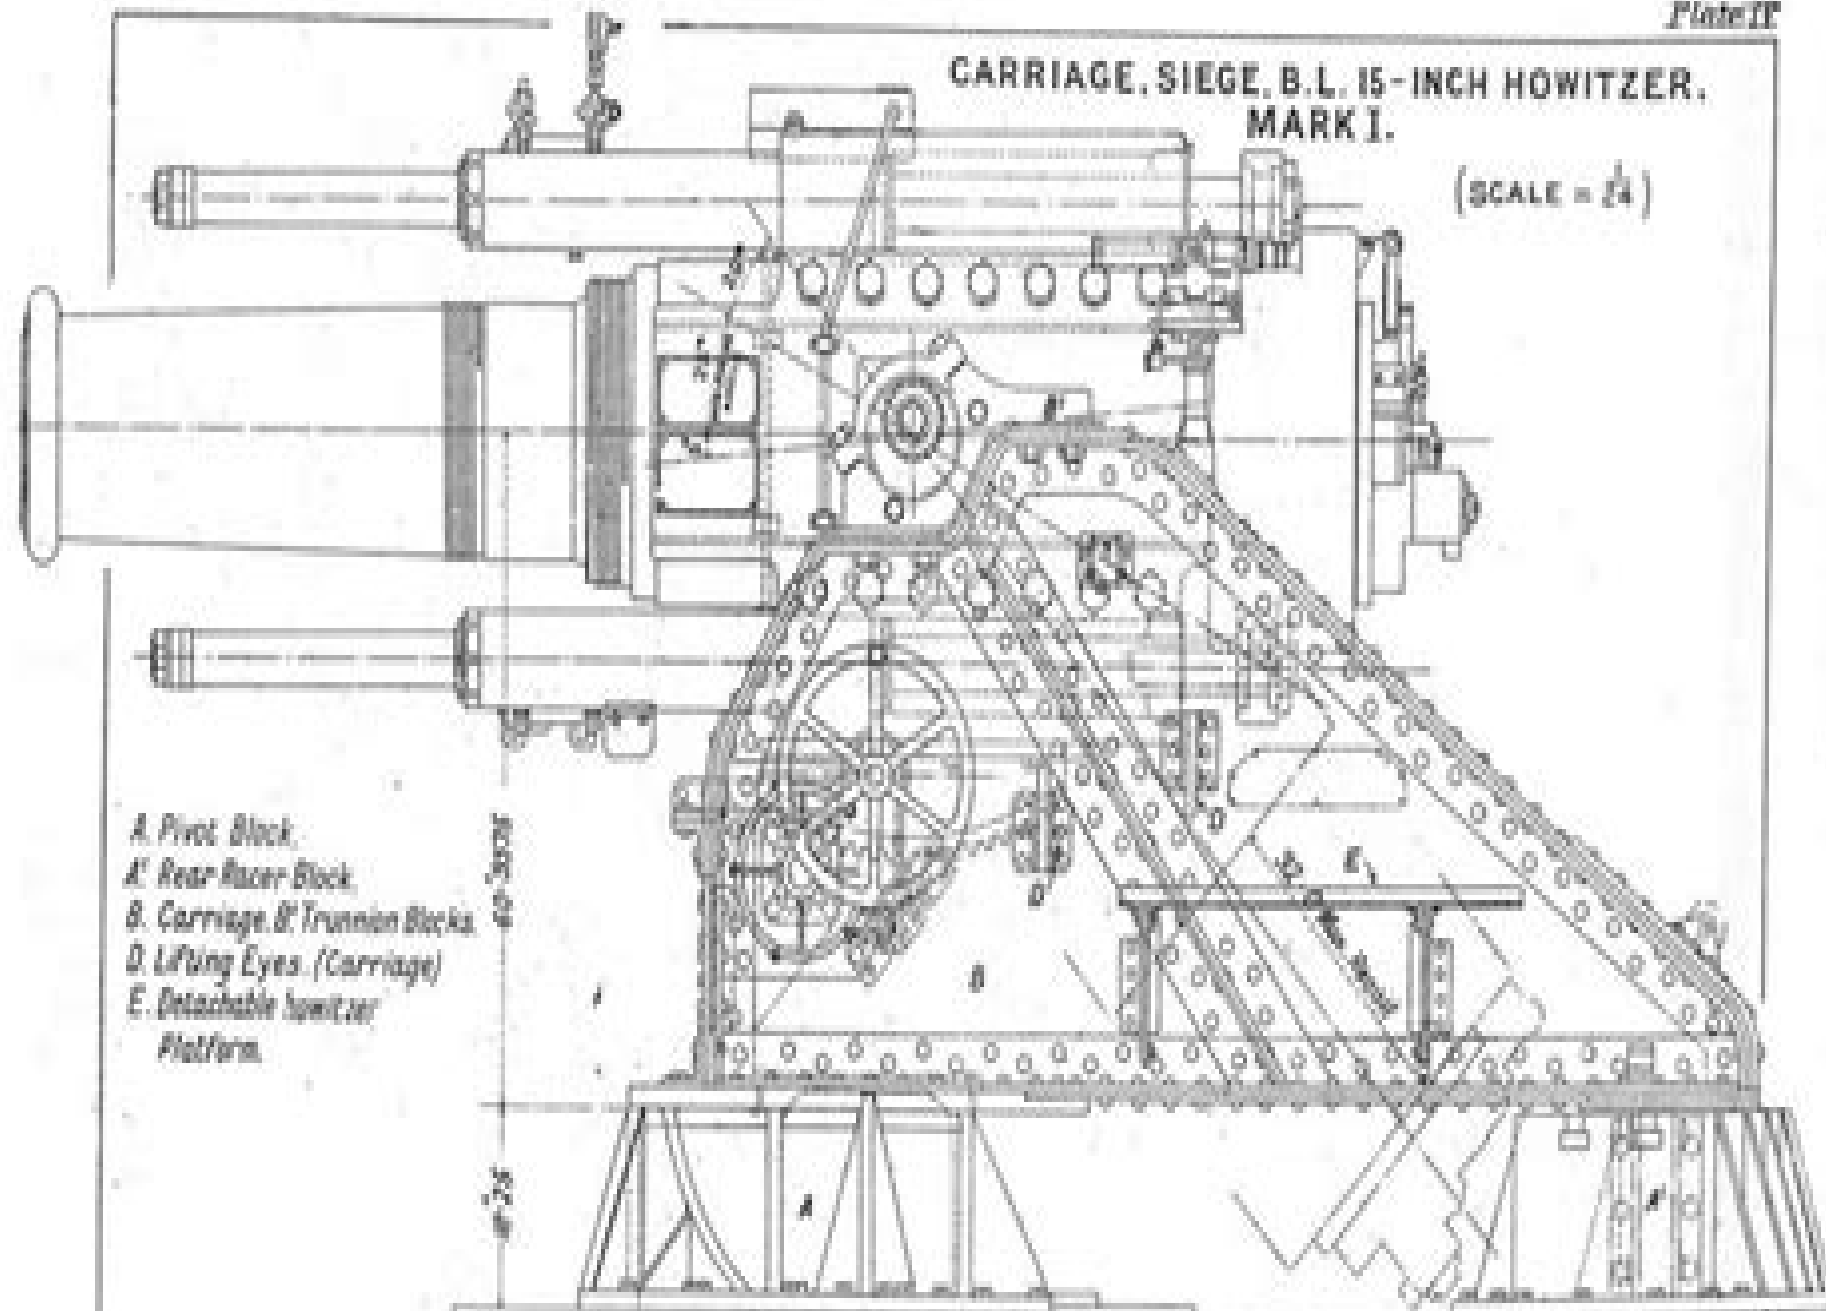 Plate II
CARRIAGE, SIEGE, B.L. 15-INCH HOWITZER.
MARK I.
(SCALE = 1/24)
B'
A. Pivot Block.
A'. Rear Racer Block.
B. Carriage. B'. Trunnion Blocks.
D. Lifting Eyes. (Carriage)
E. Detachable howitzer
Platform.
D
E
B
A
A'